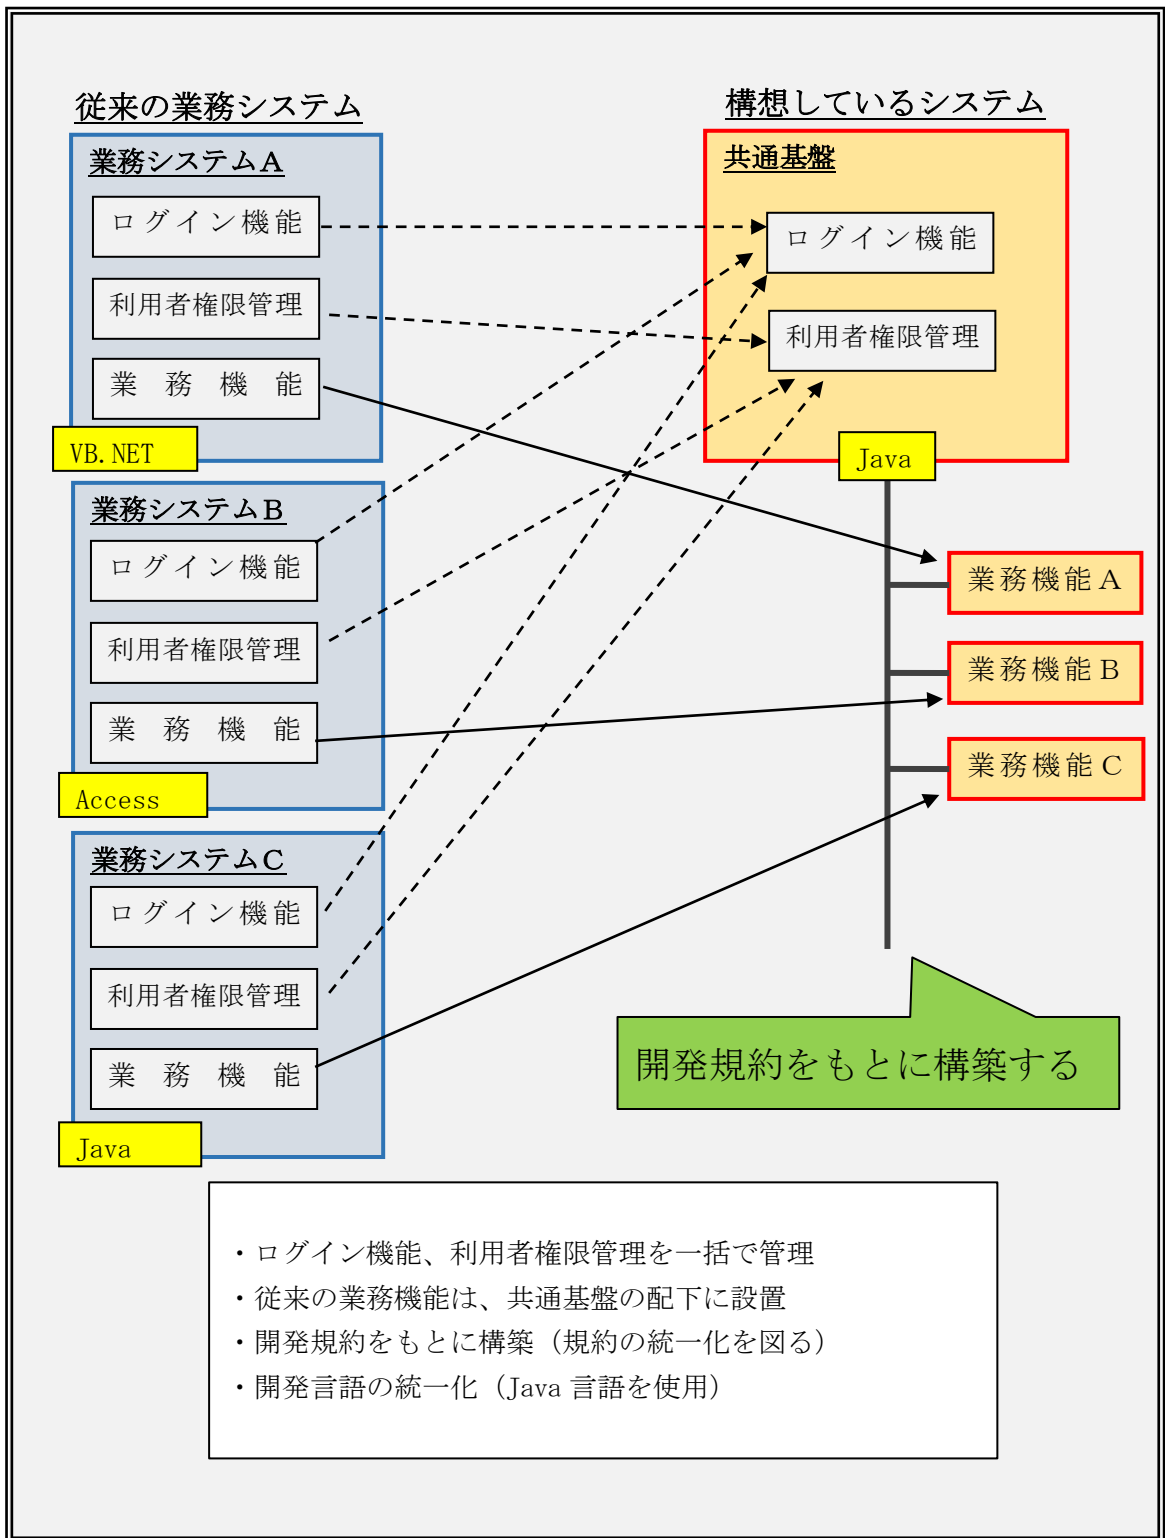 従来の業務システム
業務システムA
ログイン機能
利用者権限管理
業務機能
VB.NET
業務システムB
ログイン機能
利用者権限管理
業務機能
Access
業務システムC
ログイン機能
利用者権限管理
業務機能
Java
構想しているシステム
共通基盤
ログイン機能
利用者権限管理
Java
業務機能A
業務機能B
業務機能C
開発規約をもとに構築する
・ログイン機能、利用者権限管理を一括で管理
・従来の業務機能は、共通基盤の配下に設置
・開発規約をもとに構築（規約の統一化を図る）
・開発言語の統一化（Java 言語を使用）